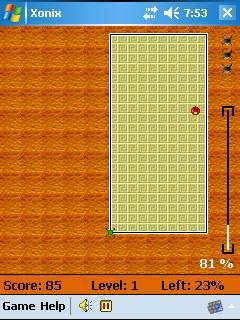 Xonix 7:53
81 %
Score: 85 Level: 1 Left: 23%
Game Help